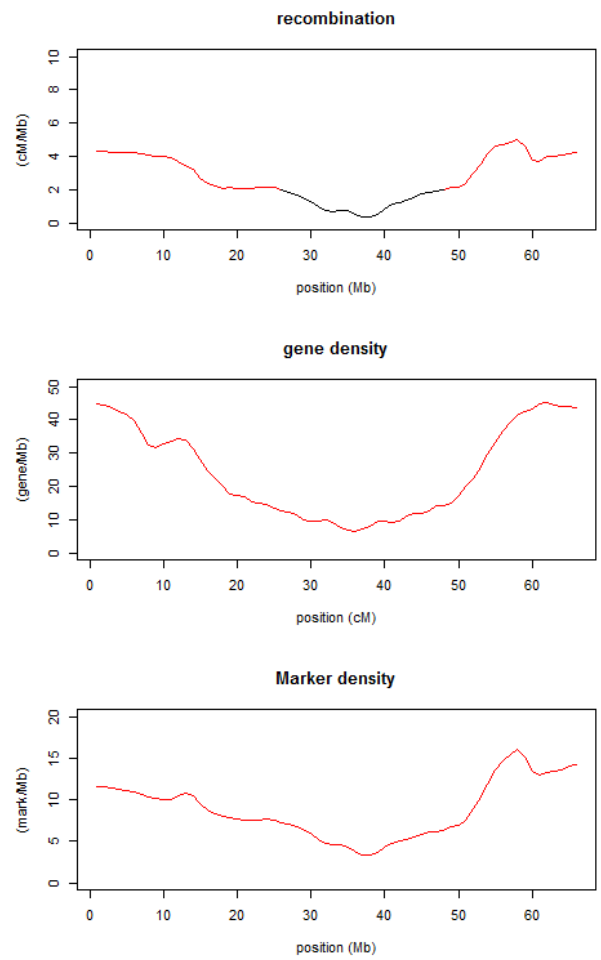 recombination
(cM/Mb)
10
8
6
4
2
0
0 10 20 30 40 50 60
position (Mb)
gene density
(gene/Mb)
50
40
30
20
10
0
0 10 20 30 40 50 60
position (cM)
Marker density
(mark/Mb)
20
15
10
5
0
0 10 20 30 40 50 60
position (Mb)